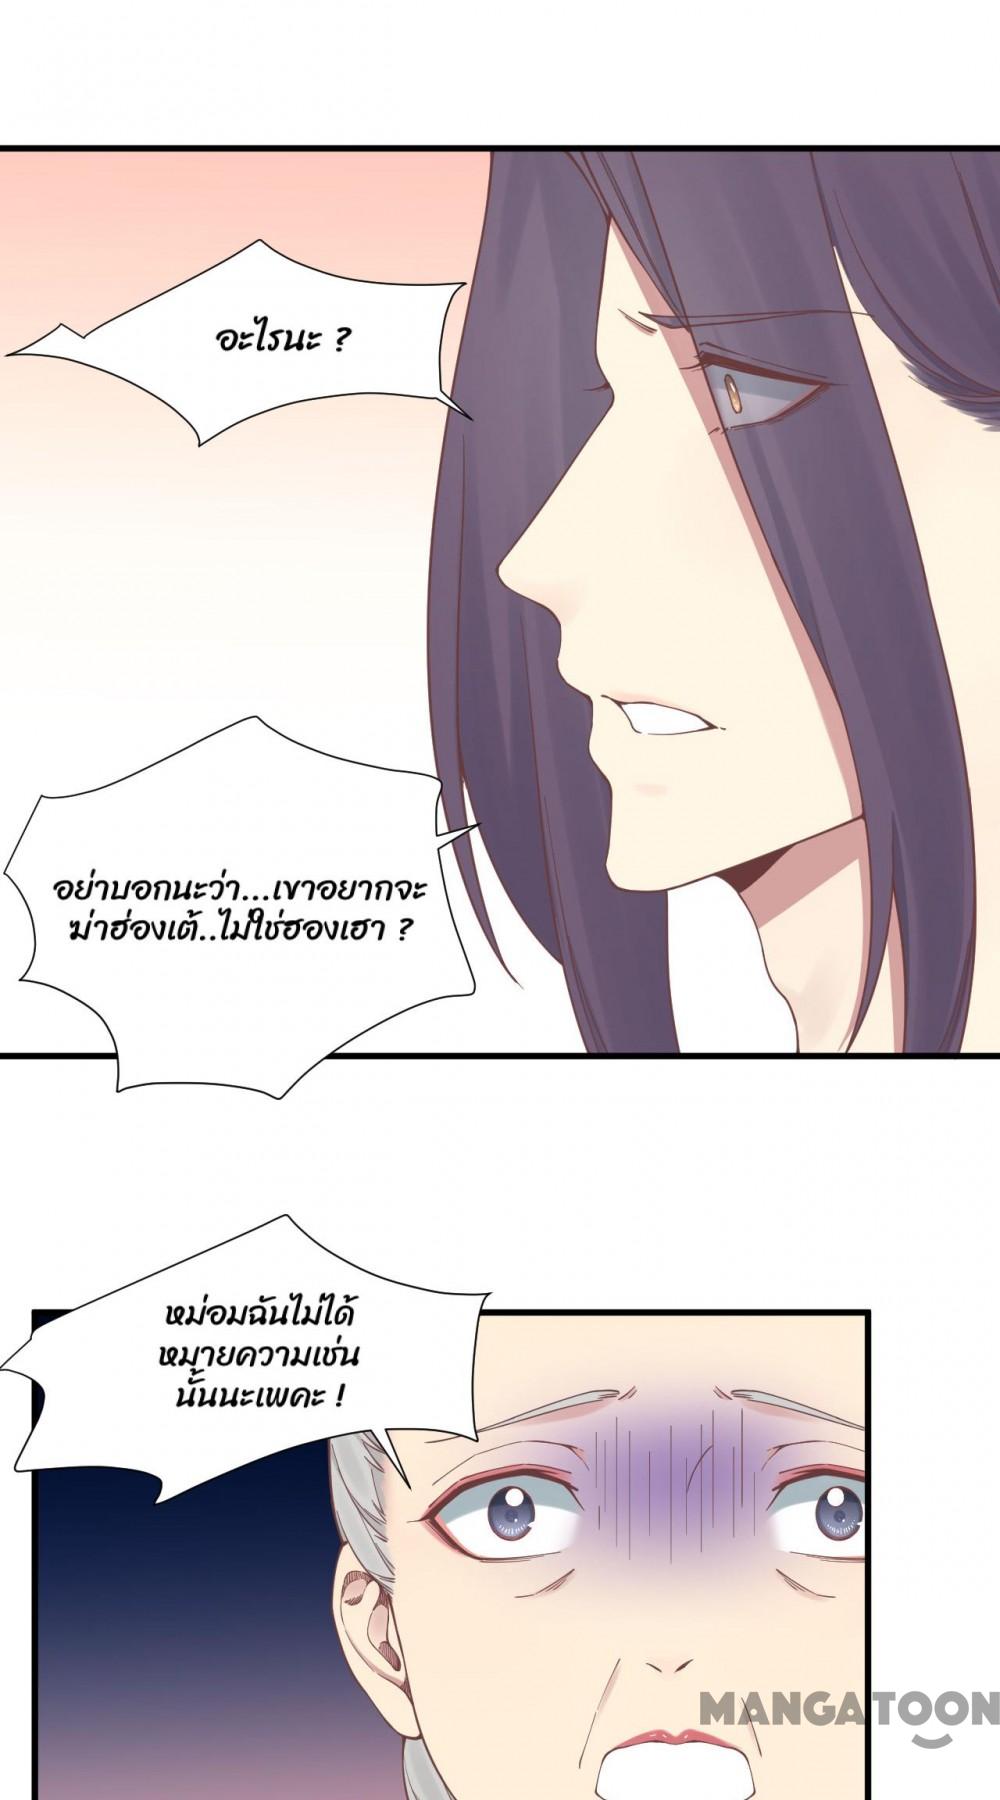 อะไรนะ ?
อย่าบอกนะว่า...เขาอยากจะ
ฆ่าฮ่องเต้..ไม่ใช่ฮองเฮา ?
หม่อมฉันไม่ได้
หมายความเช่น
นั้นนะเพคะ !
MANGATOON